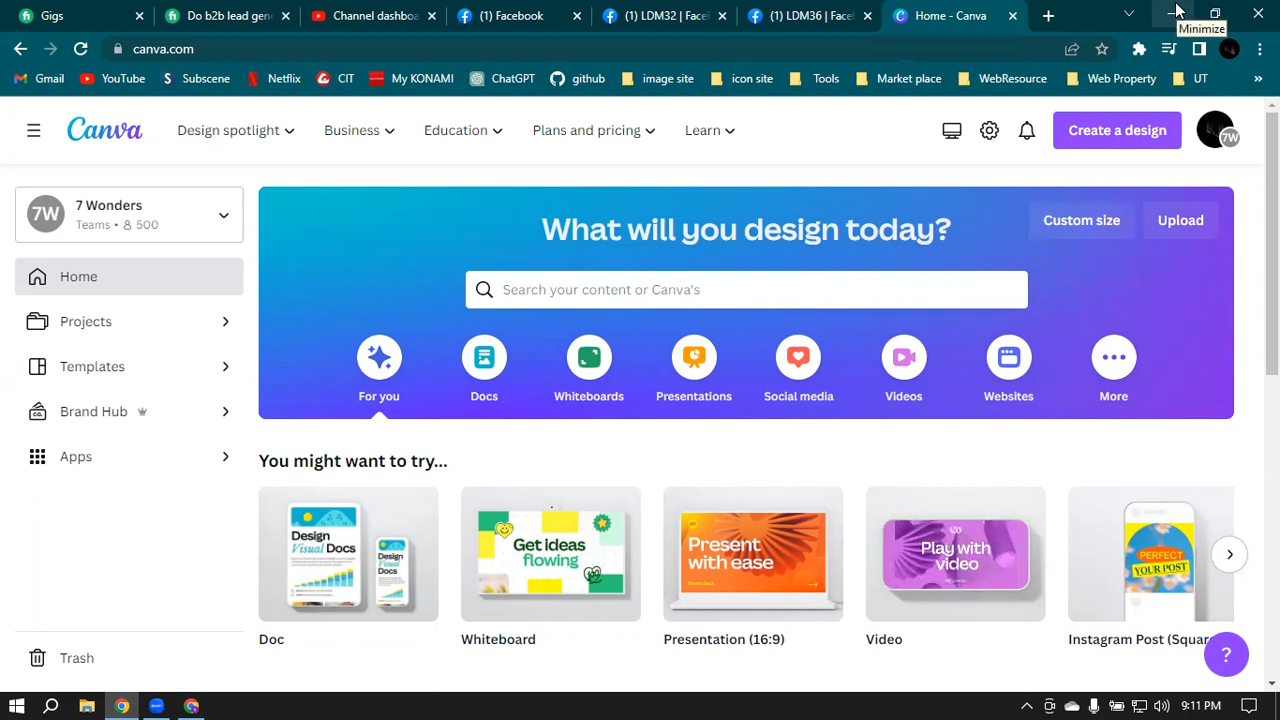 Gigs
Do b2b lead gene
Channel dashboa
(1) Facebook
(1) LDM32 | Face
(1) LDM36 | Face
Home - Canva
Minimize
canva.com
Gmail
YouTube
Subscene
Netflix
CIT
My KONAMI
ChatGPT
github
image site
icon site
Tools
Market place
WebResource
Web Property
UT
»
Canva
Design spotlight
Business
Education
Plans and pricing
Learn
Create a design
7W
7W
7 Wonders
Teams • 500
Home
Projects
Templates
Brand Hub
Apps
Trash
What will you design today?
Custom size
Upload
Search your content or Canva's
For you
Docs
Whiteboards
Presentations
Social media
Videos
Websites
More
You might want to try...
Design
Visual Docs
Design
Visual Docs
Get ideas
flowing
Present
with ease
Play with
video
PERFECT
YOUR POST
Doc
Whiteboard
Presentation (16:9)
Video
Instagram Post (Squar
?
9:11 PM